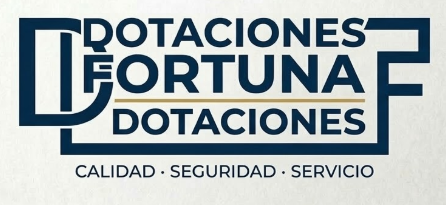 DOTACIONES
FORTUNA
DOTACIONES
CALIDAD · SEGURIDAD · SERVICIO